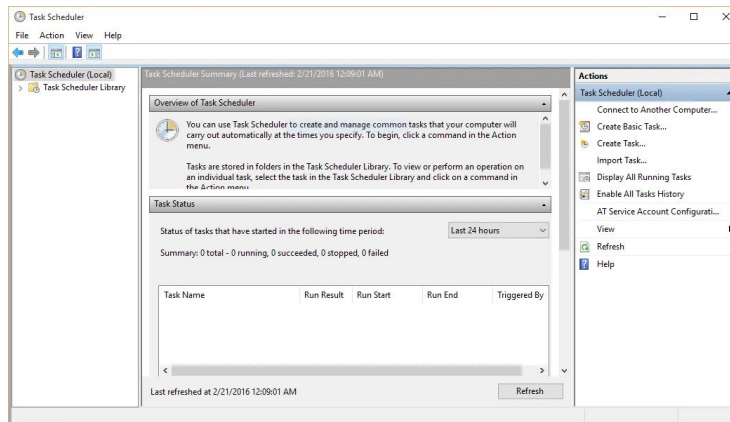 Task Scheduler
File Action View Help
Task Scheduler (Local)
Task Scheduler Library
Task Scheduler Summary (Last refreshed: 2/21/2016 12:09:01 AM)
Overview of Task Scheduler
You can use Task Scheduler to create and manage common tasks that your computer will
carry out automatically at the times you specify. To begin, click a command in the Action
menu.
Tasks are stored in folders in the Task Scheduler Library. To view or perform an operation on
an individual task, select the task in the Task Scheduler Library and click on a command in
the Action menu
Task Status
Status of tasks that have started in the following time period:
Last 24 hours
Summary: 0 total - 0 running, 0 succeeded, 0 stopped, 0 failed
Task Name Run Result Run Start Run End Triggered By
Last refreshed at 2/21/2016 12:09:01 AM
Refresh
Actions
Task Scheduler (Local)
Connect to Another Computer...
Create Basic Task...
Create Task...
Import Task...
Display All Running Tasks
Enable All Tasks History
AT Service Account Configurati...
View
Refresh
Help